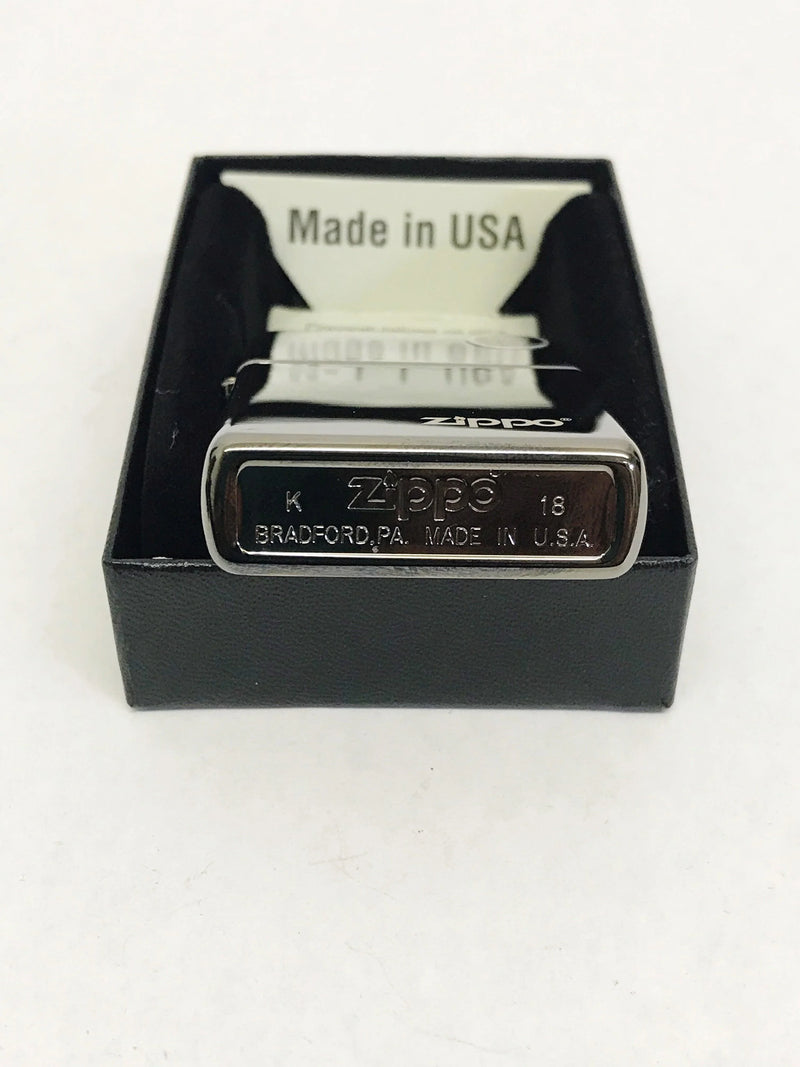 Made in USA
zippo
K zippo 18
BRADFORD,PA. MADE IN U.S.A.